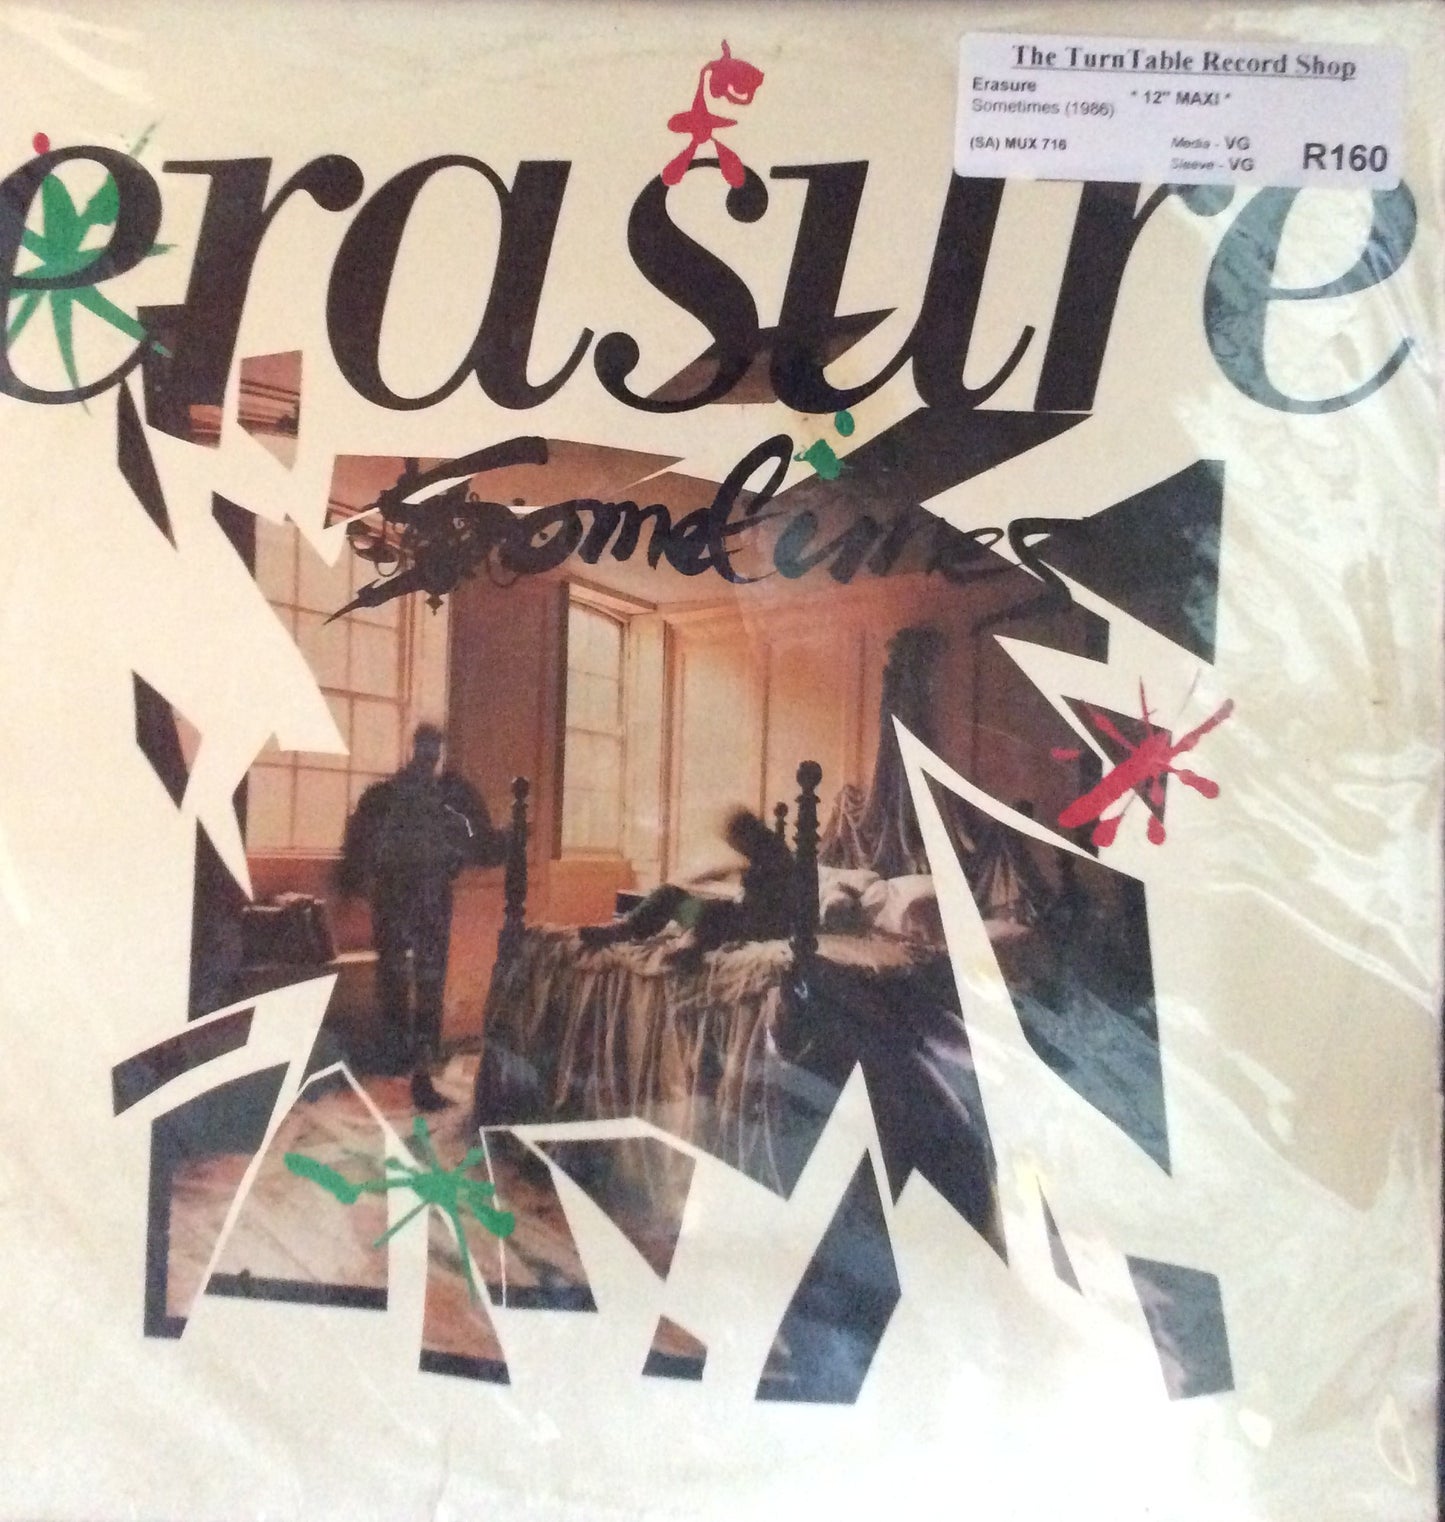 The TurnTable Record Shop
Erasure
* 12" MAXI *
Sometimes (1986)
(SA) MUX 716
Media - VG
Sleeve - VG
R160
erasure
Sometimes